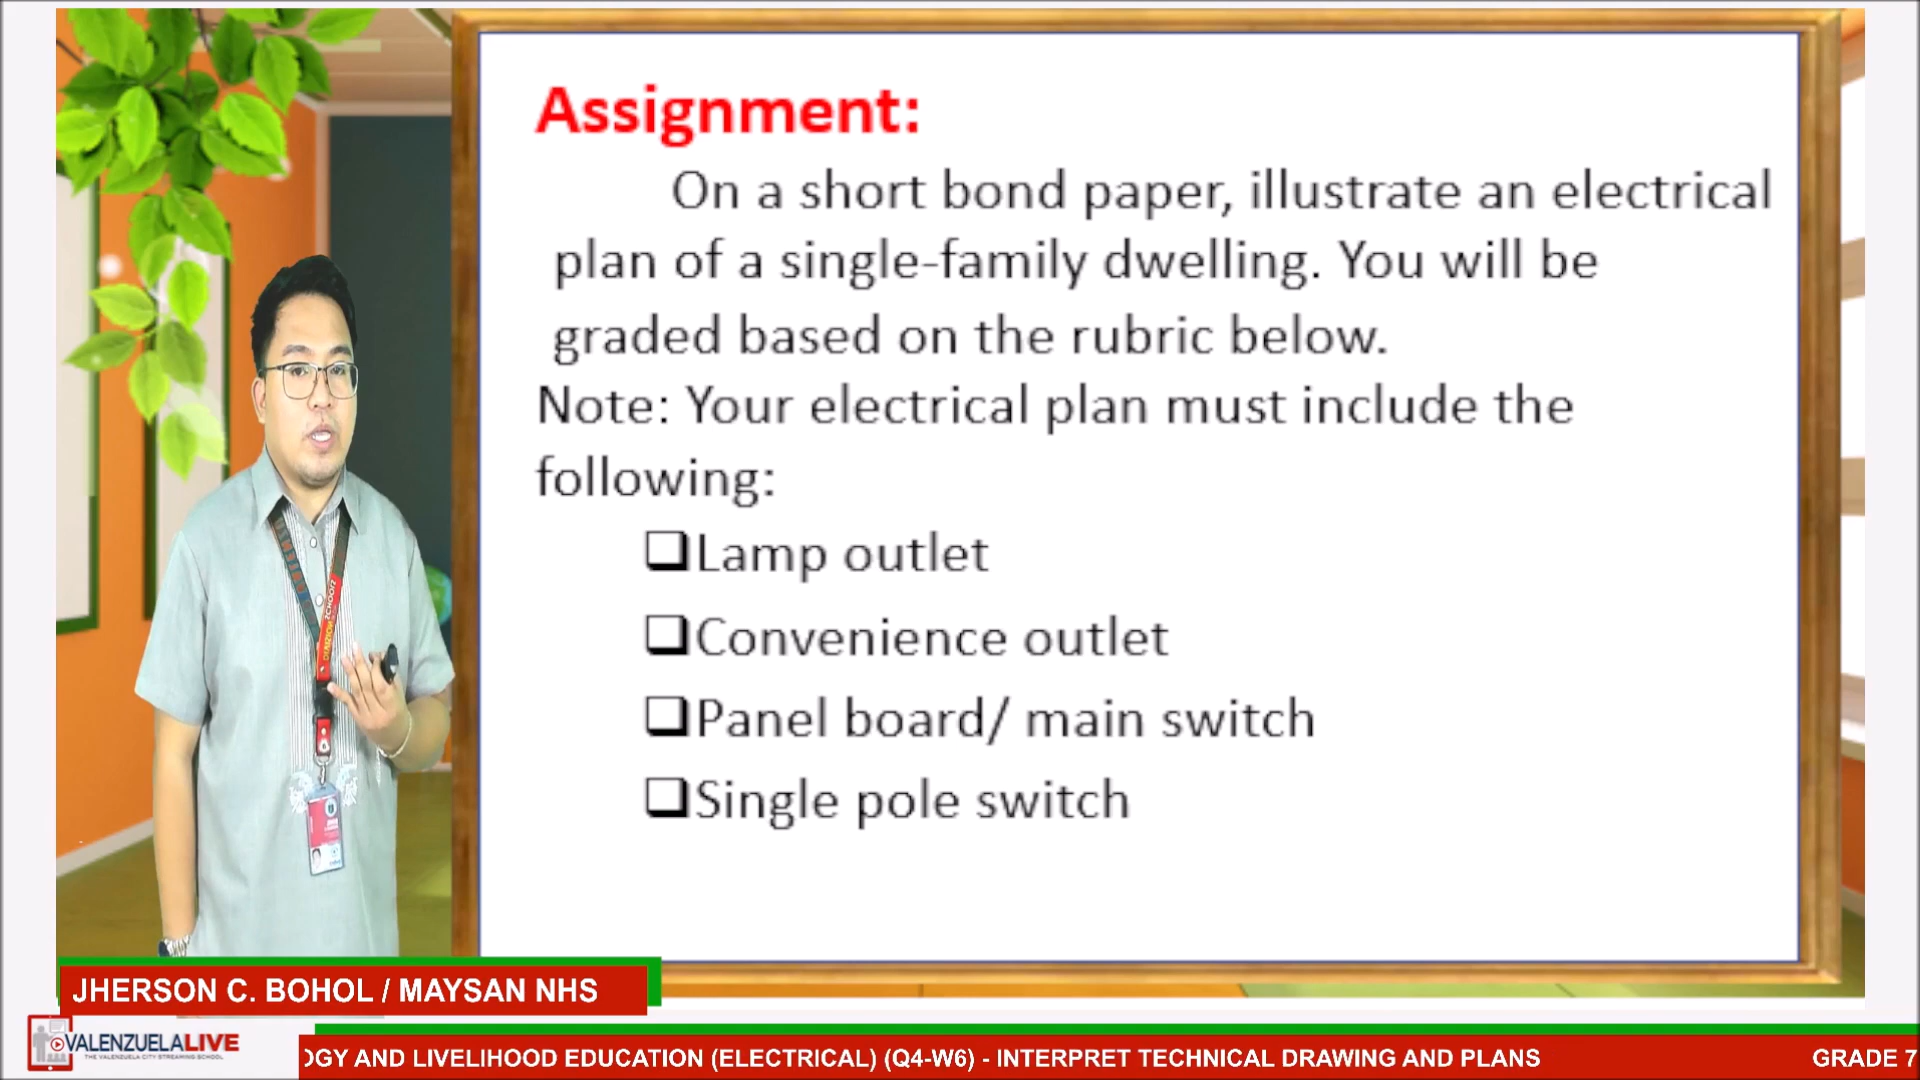 Assignment:
On a short bond paper, illustrate an electrical
plan of a single-family dwelling. You will be
graded based on the rubric below.
Note: Your electrical plan must include the
following:
❑Lamp outlet
❑Convenience outlet
❑Panel board/ main switch
❑Single pole switch
JHERSON C. BOHOL / MAYSAN NHS
VALENZUELALIVE
THE VALENZUELA CITY STREAMING SCHOOL
OGY AND LIVELIHOOD EDUCATION (ELECTRICAL) (Q4-W6) - INTERPRET TECHNICAL DRAWING AND PLANS
GRADE 7